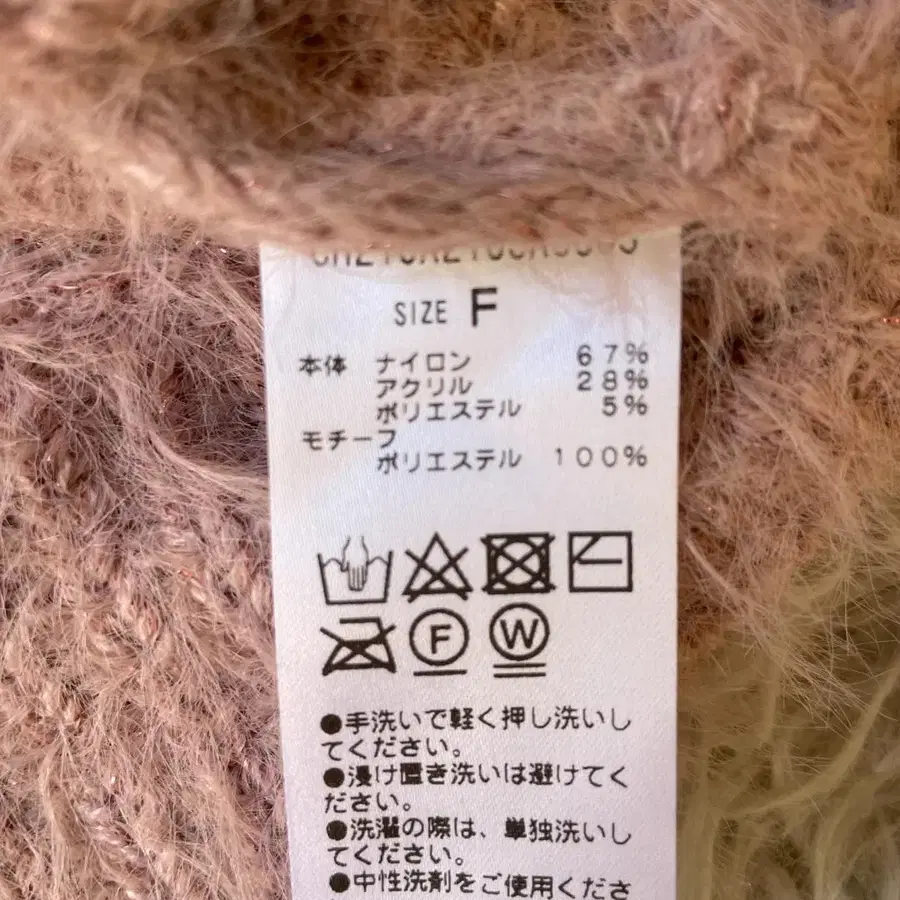 SIZE F
本体 ナイロン 67%
アクリル 28%
ポリエステル 5%
モチーフ
ポリエステル 100%
F W
●手洗いで軽く押し洗いし
てください。
●浸け置き洗いは避けてく
ださい。
●洗濯の際は、単独洗いし
てください。
●中性洗剤をご使用くださ